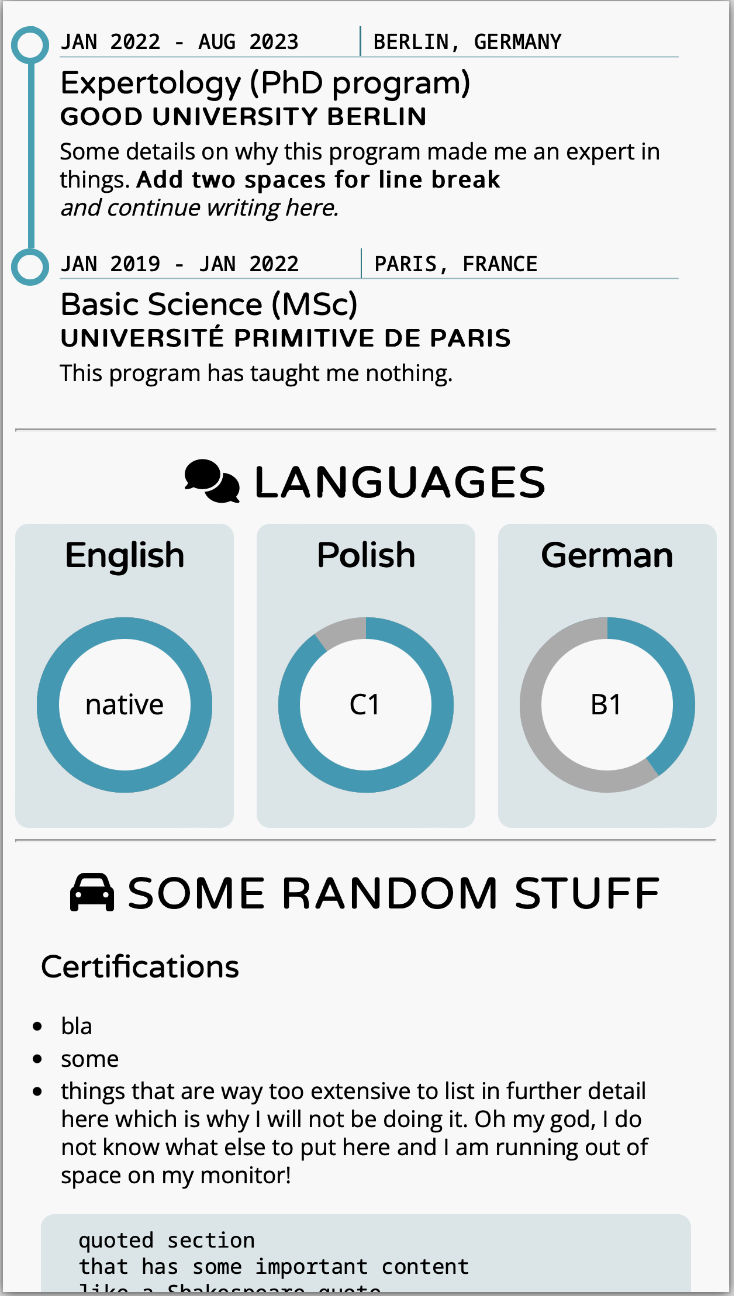 JAN 2022 - AUG 2023 BERLIN, GERMANY
Expertology (PhD program)
GOOD UNIVERSITY BERLIN
Some details on why this program made me an expert in
things. Add two spaces for line break
and continue writing here.
JAN 2019 - JAN 2022 PARIS, FRANCE
Basic Science (MSc)
UNIVERSITÉ PRIMITIVE DE PARIS
This program has taught me nothing.
LANGUAGES
English Polish German
native C1 B1
SOME RANDOM STUFF
Certifications
bla
some
things that are way too extensive to list in further detail
here which is why I will not be doing it. Oh my god, I do
not know what else to put here and I am running out of
space on my monitor!
quoted section
that has some important content
like a Shakespeare quote